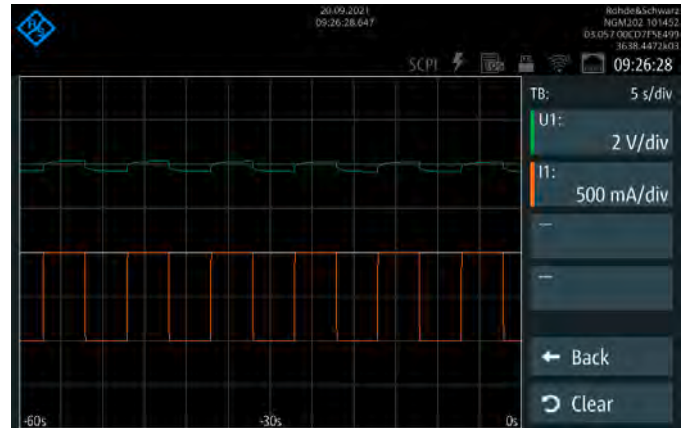 20.09.2021
09:26:28.647
Rohde&Schwarz
NGM202 101452
03.057 00CD7F5E499
3638.4472k03
SCPI
09:26:28
TB: 5 s/div
U1:
2 V/div
I1:
500 mA/div
---
---
Back
Clear
-60s
-30s
0s